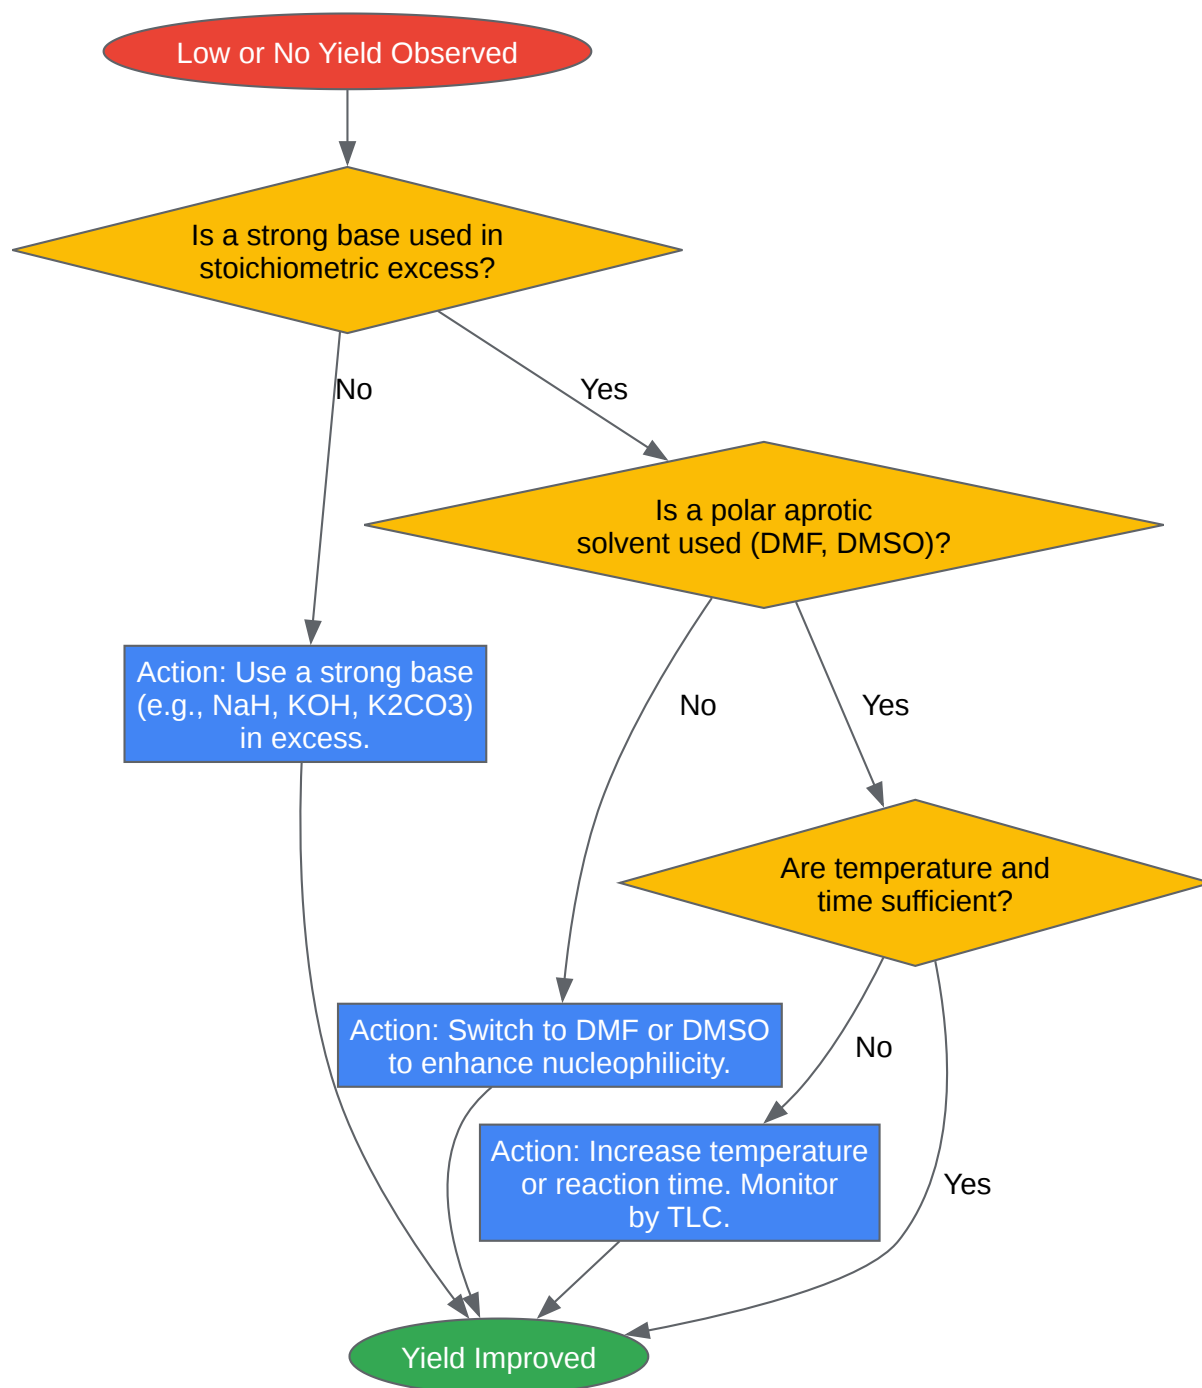 Low or No Yield Observed
Is a strong base used in
stoichiometric excess?
No
Yes
Is a polar aprotic
solvent used (DMF, DMSO)?
Action: Use a strong base
(e.g., NaH, KOH, K2CO3)
in excess.
No
Yes
Are temperature and
time sufficient?
Action: Switch to DMF or DMSO
to enhance nucleophilicity.
No
Action: Increase temperature
or reaction time. Monitor
by TLC.
Yes
Yield Improved